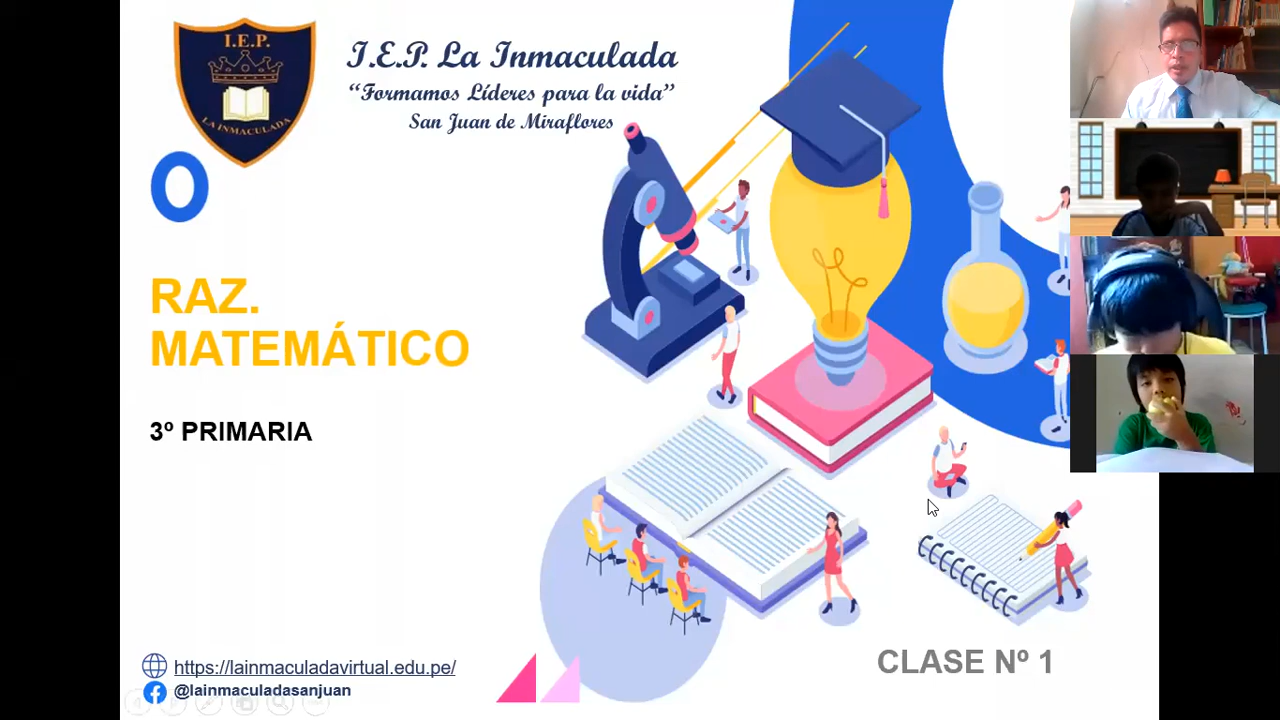 I.E.P.
LA INMACULADA
I.E.P. La Inmaculada
“Formamos Líderes para la vida”
San Juan de Miraflores
RAZ.
MATEMÁTICO
3º PRIMARIA
CLASE Nº 1
https://lainmaculadavirtual.edu.pe/
@lainmaculadasanjuan